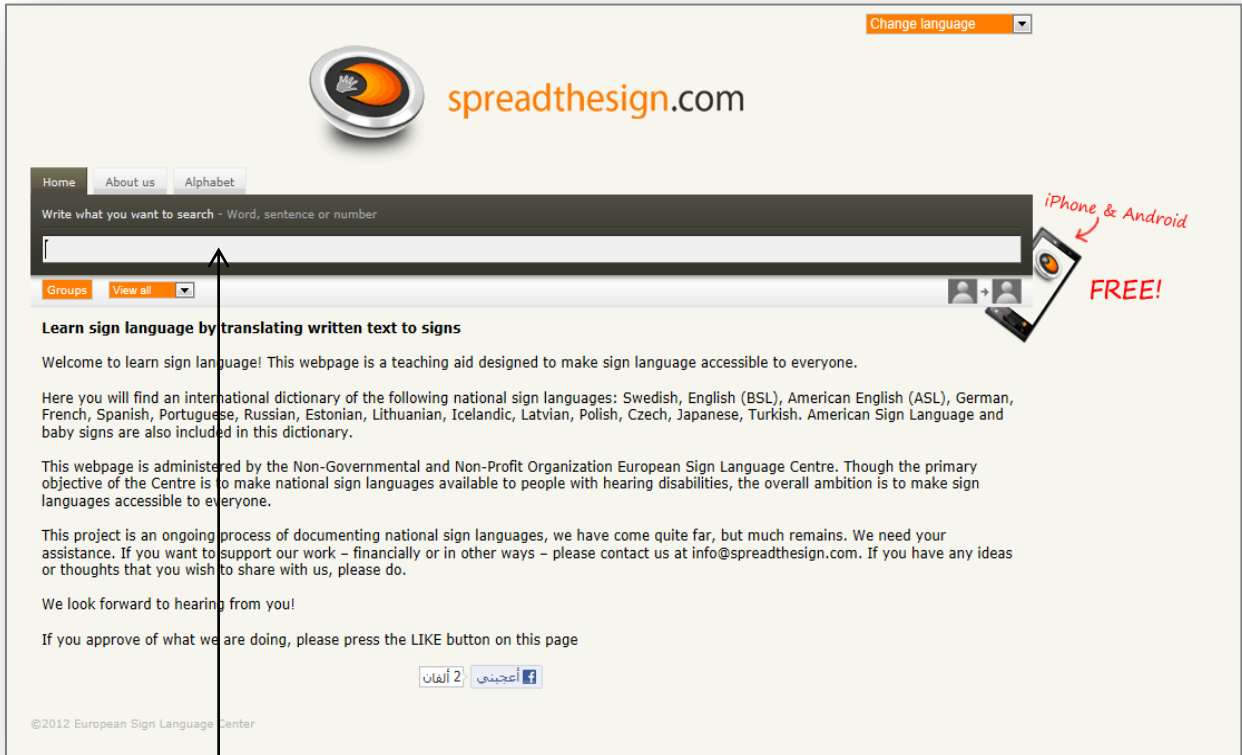 Change language
spreadthesign.com
Home About us Alphabet
Write what you want to search - Word, sentence or number
iPhone & Android
FREE!
Groups View all
Learn sign language by translating written text to signs
Welcome to learn sign language! This webpage is a teaching aid designed to make sign language accessible to everyone.
Here you will find an international dictionary of the following national sign languages: Swedish, English (BSL), American English (ASL), German,
French, Spanish, Portuguese, Russian, Estonian, Lithuanian, Icelandic, Latvian, Polish, Czech, Japanese, Turkish. American Sign Language and
baby signs are also included in this dictionary.
This webpage is administered by the Non-Governmental and Non-Profit Organization European Sign Language Centre. Though the primary
objective of the Centre is to make national sign languages available to people with hearing disabilities, the overall ambition is to make sign
languages accessible to everyone.
This project is an ongoing process of documenting national sign languages, we have come quite far, but much remains. We need your
assistance. If you want to support our work – financially or in other ways – please contact us at info@spreadthesign.com. If you have any ideas
or thoughts that you wish to share with us, please do.
We look forward to hearing from you!
If you approve of what we are doing, please press the LIKE button on this page
أعجبني 2 ألفان
©2012 European Sign Language Center